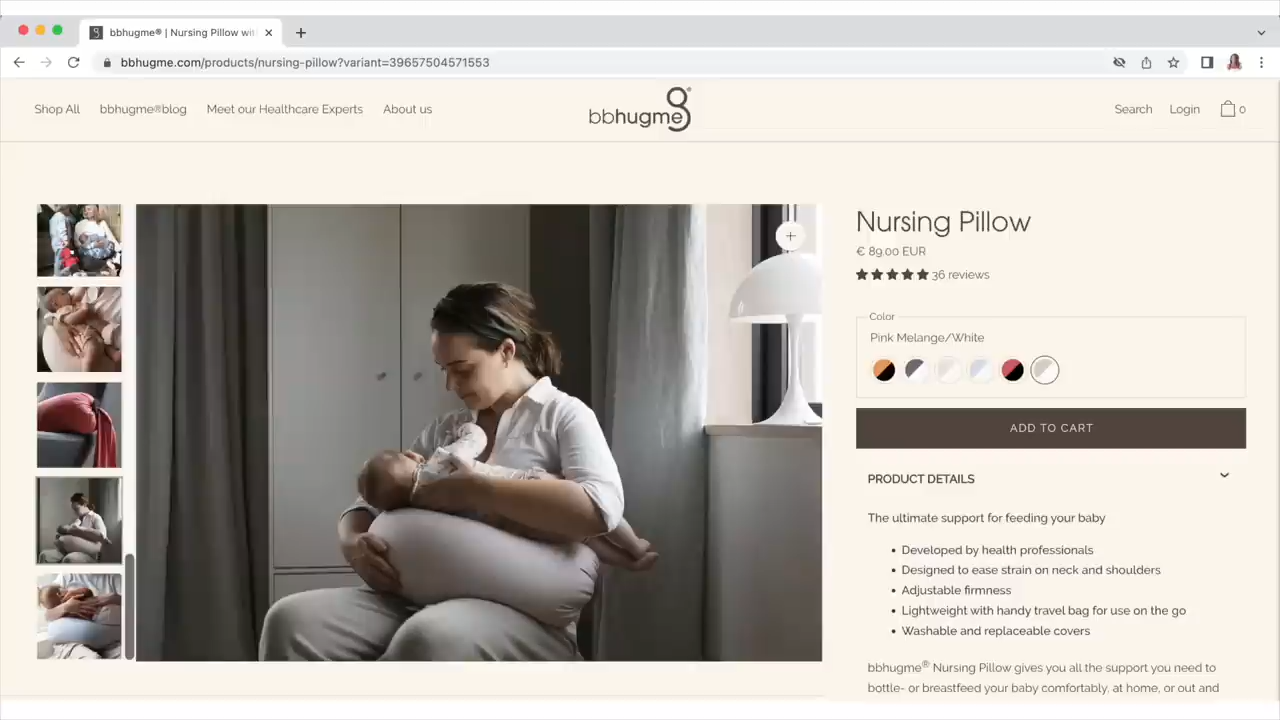 bbhugme® | Nursing Pillow wit
bbhugme.com/products/nursing-pillow?variant=39657504571553
Shop All
bbhugme®blog
Meet our Healthcare Experts
About us
bbhugme®
Search
Login
0
Nursing Pillow
€ 89.00 EUR
36 reviews
Color
Pink Melange/White
ADD TO CART
PRODUCT DETAILS
The ultimate support for feeding your baby
• Developed by health professionals
• Designed to ease strain on neck and shoulders
• Adjustable firmness
• Lightweight with handy travel bag for use on the go
• Washable and replaceable covers
bbhugme® Nursing Pillow gives you all the support you need to
bottle- or breastfeed your baby comfortably, at home, or out and